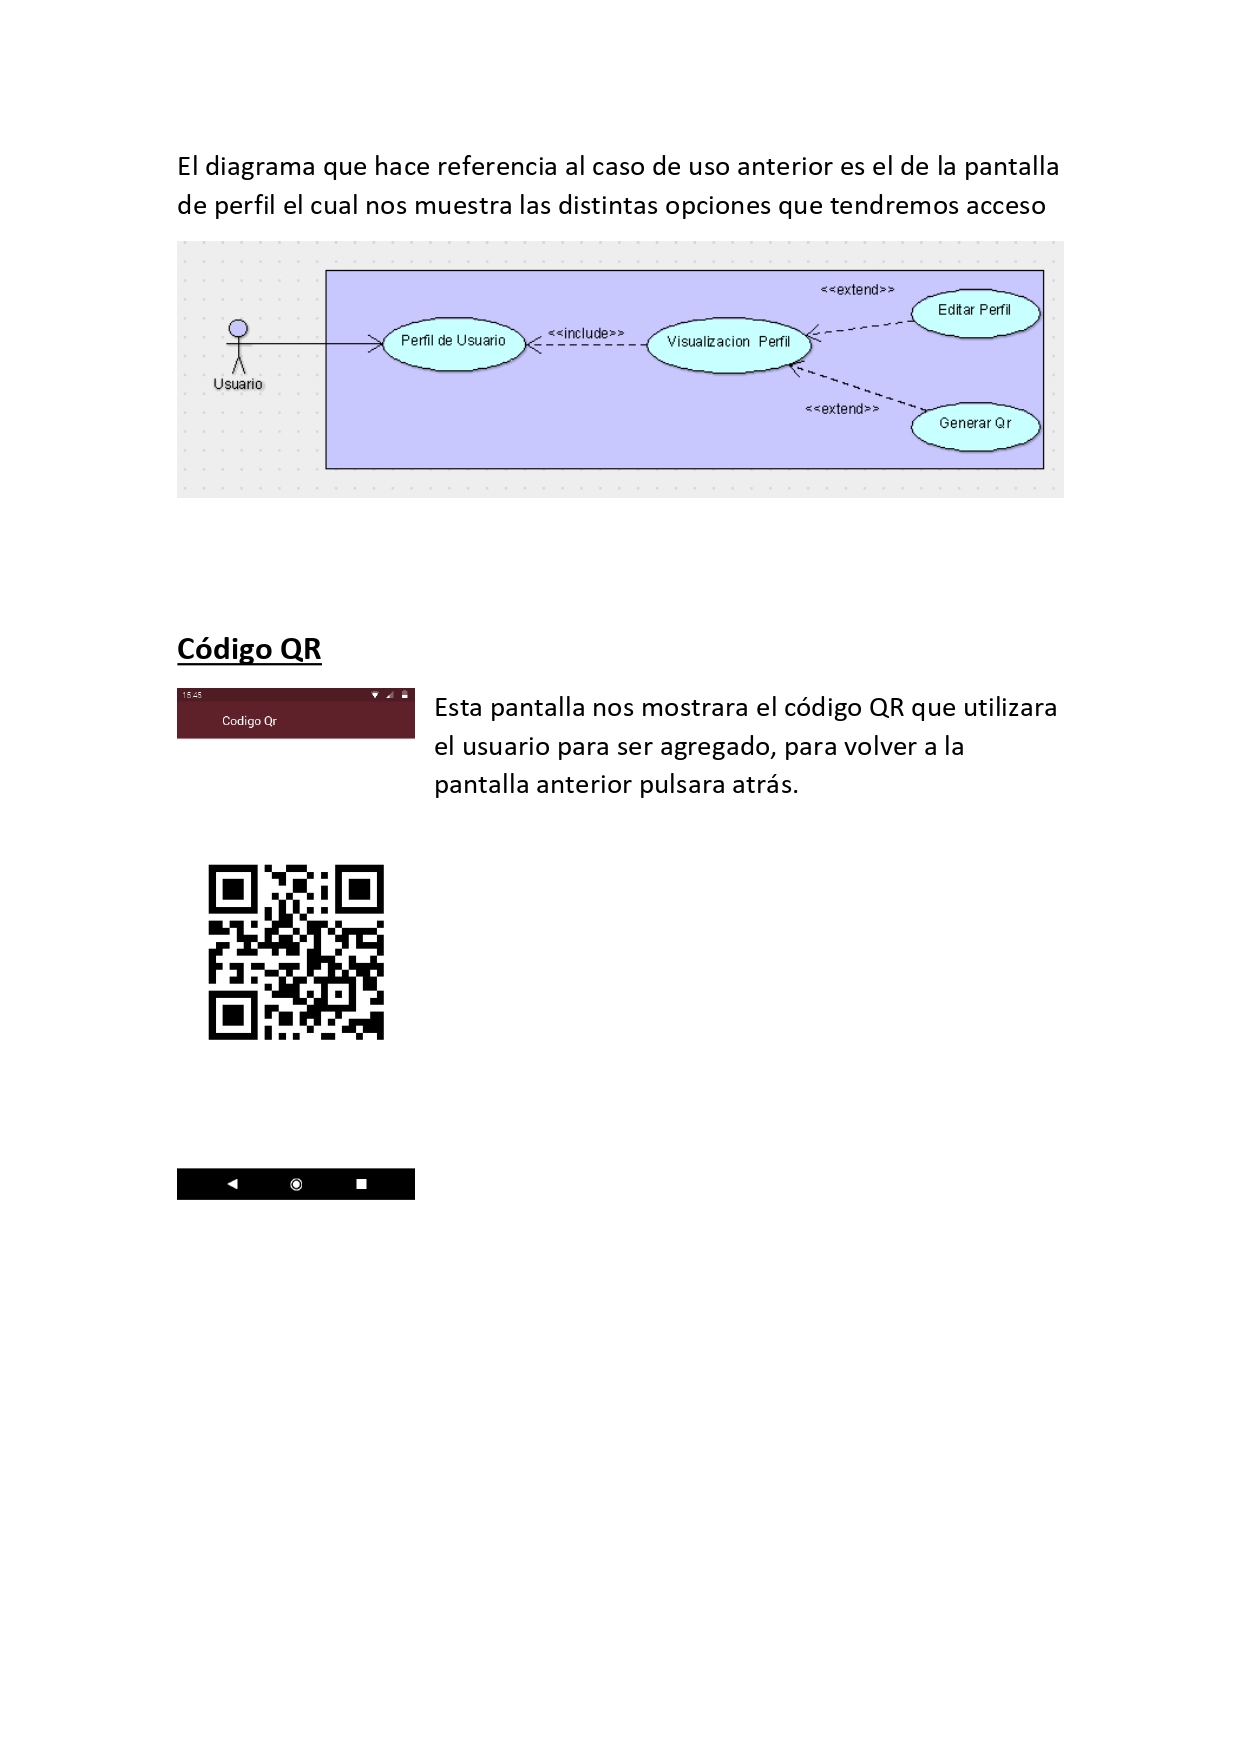 El diagrama que hace referencia al caso de uso anterior es el de la pantalla
de perfil el cual nos muestra las distintas opciones que tendremos acceso
<<extend>>
Editar Perfil
Perfil de Usuario
<<include>>
Visualizacion Perfil
Usuario
<<extend>>
Generar Qr
Código QR
15:45
Codigo Qr
Esta pantalla nos mostrara el código QR que utilizara
el usuario para ser agregado, para volver a la
pantalla anterior pulsara atrás.